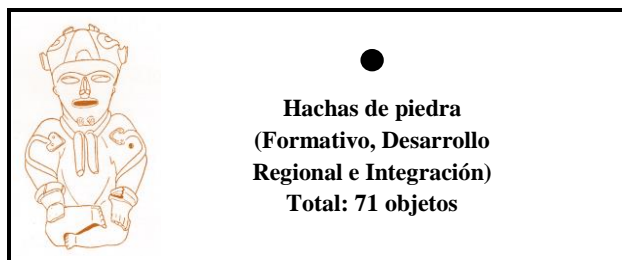 Hachas de piedra
(Formativo, Desarrollo
Regional e Integración)
Total: 71 objetos